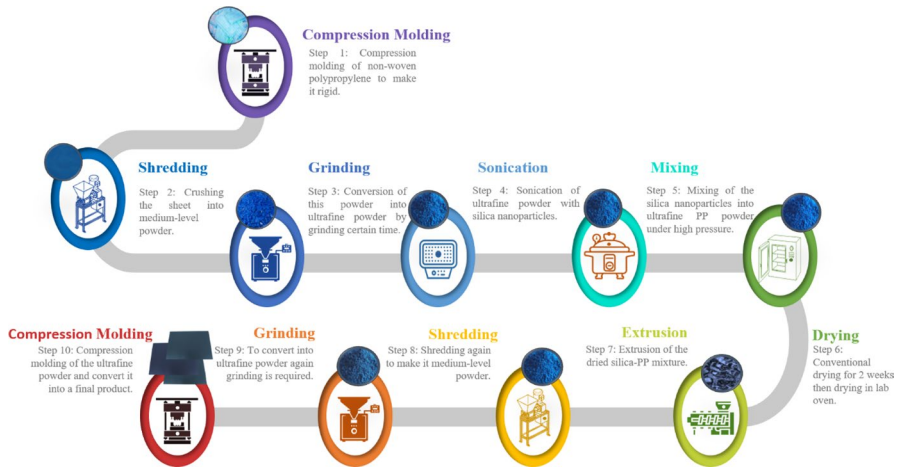 Compression Molding
Step 1: Compression
molding of non-woven
polypropylene to make
it rigid.
Shredding
Step 2: Crushing
the sheet into
medium-level
powder.
Grinding
Step 3: Conversion of
this powder into
ultrafine powder by
grinding certain time.
Sonication
Step 4: Sonication of
ultrafine powder with
silica nanoparticles.
Mixing
Step 5: Mixing of the
silica nanoparticles into
ultrafine PP powder
under high pressure.
Drying
Step 6:
Conventional
drying for 2 weeks
then drying in lab
oven.
Extrusion
Step 7: Extrusion of the
dried silica-PP mixture.
Shredding
Step 8: Shredding again
to make it medium-level
powder.
Grinding
Step 9: To convert into
ultrafine powder again
grinding is required.
Compression Molding
Step 10: Compression
molding of the ultrafine
powder and convert it
into a final product.